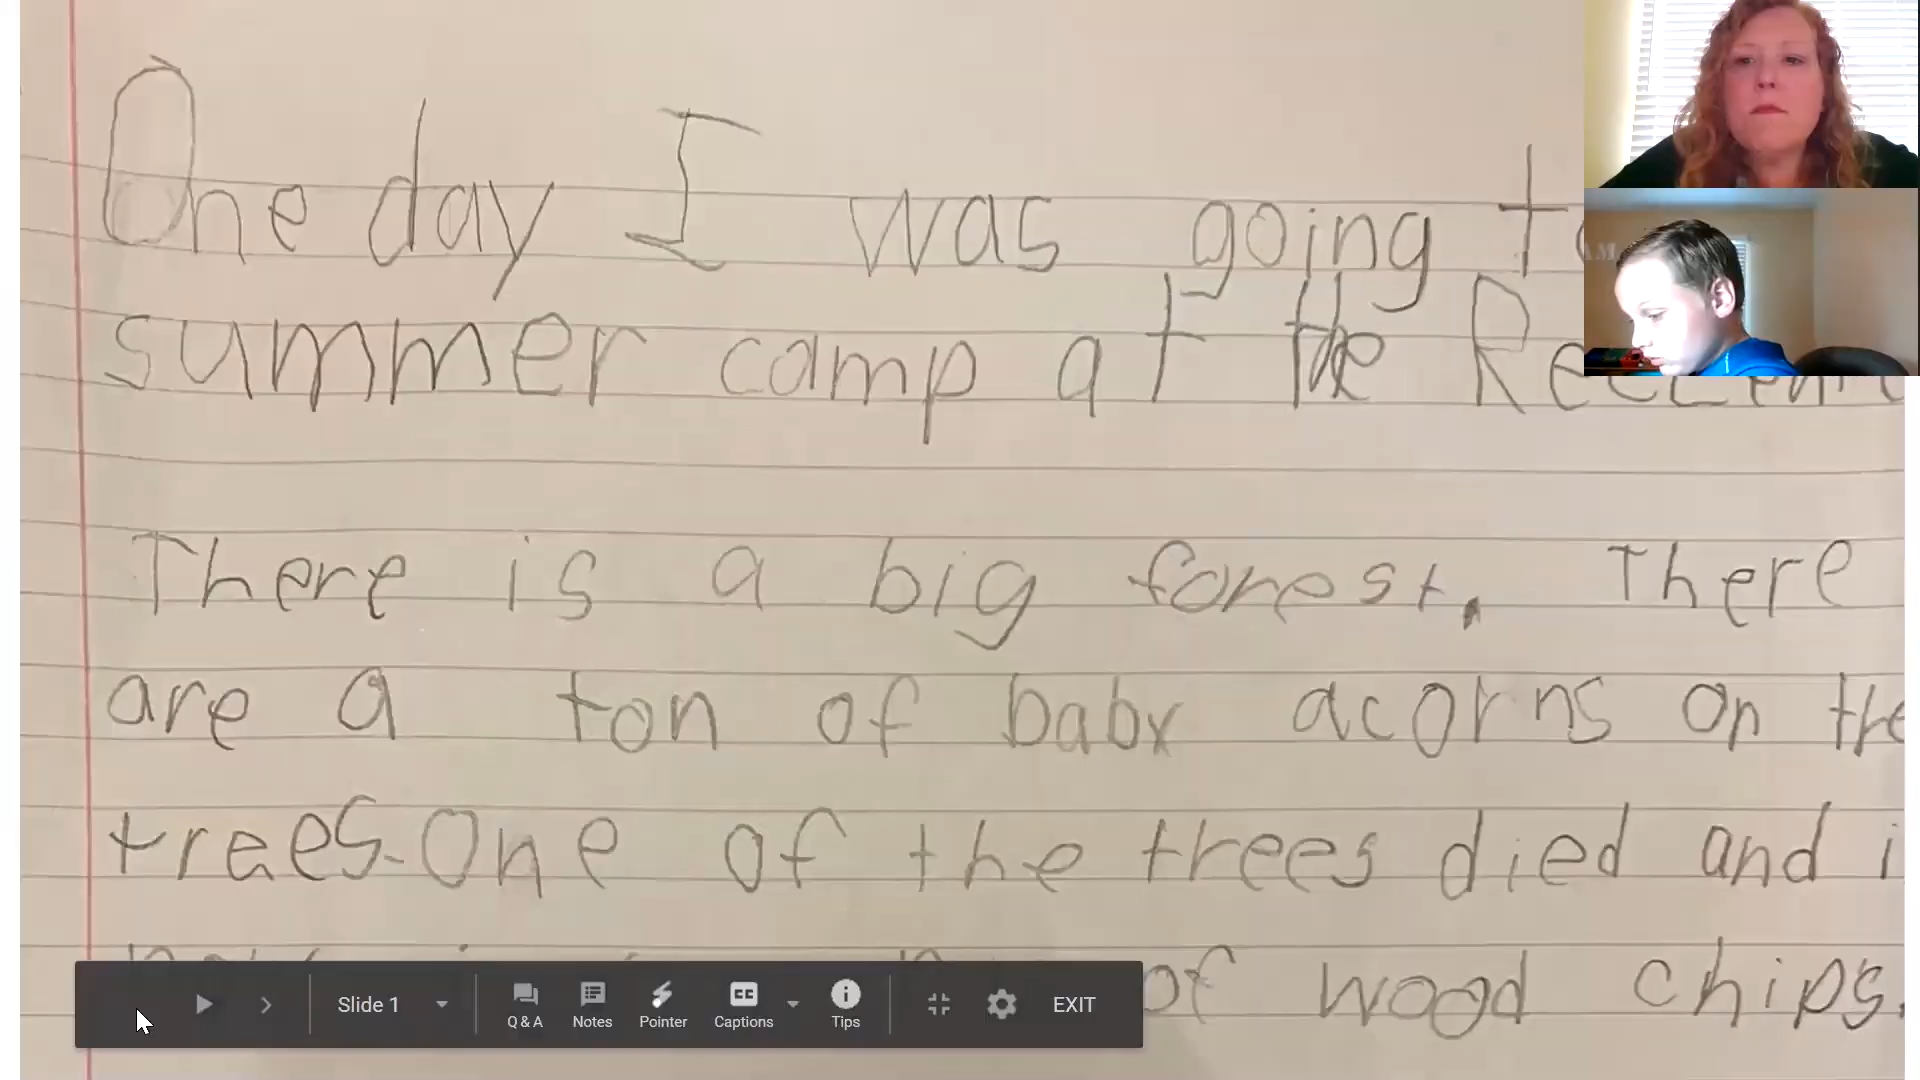 One day I was going
summer camp at the
There is a big forest. There
are a ton of baby acorns on the
trees. One of the trees died and
of wood chips.
Slide 1
Q & A
Notes
Pointer
Captions
Tips
EXIT